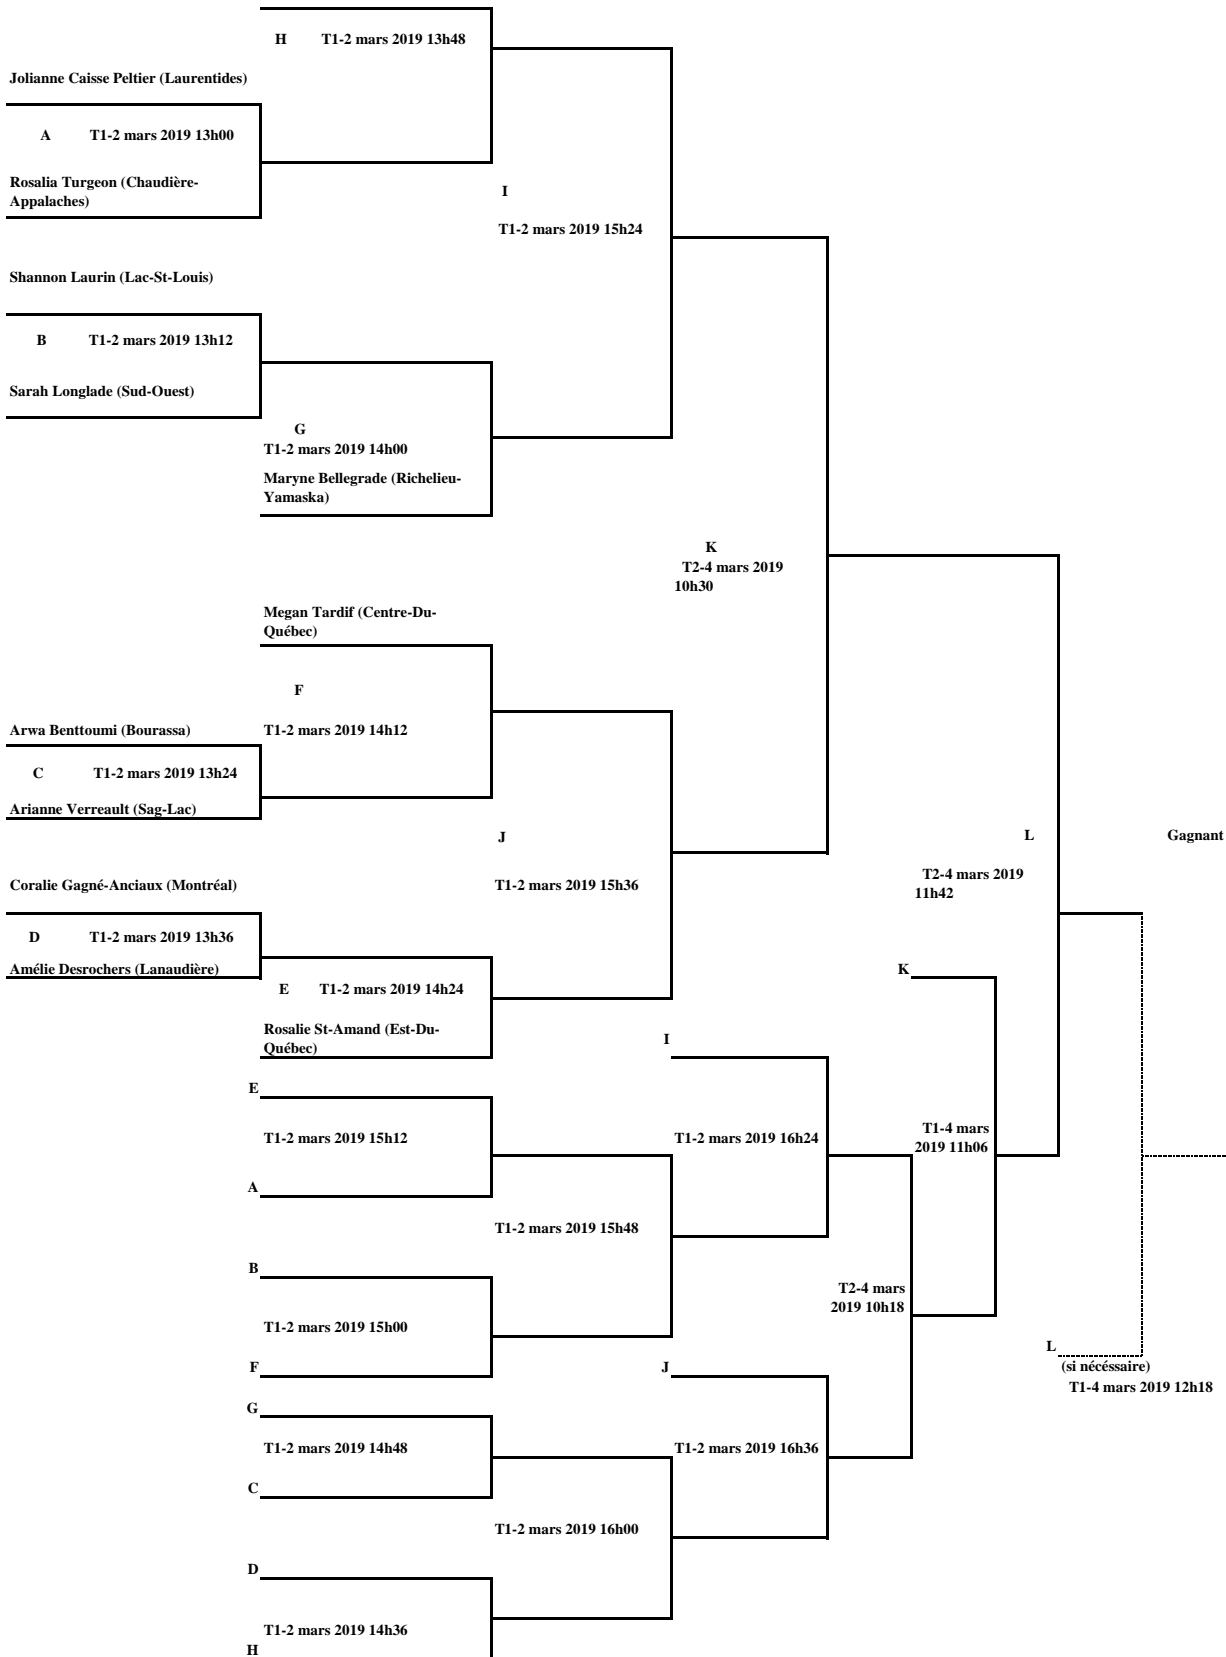 H T1-2 mars 2019 13h48
Jolianne Caisse Peltier (Laurentides)
A T1-2 mars 2019 13h00
Rosalia Turgeon (Chaudière-
Appalaches)
I
T1-2 mars 2019 15h24
Shannon Laurin (Lac-St-Louis)
B T1-2 mars 2019 13h12
Sarah Longlade (Sud-Ouest)
G
T1-2 mars 2019 14h00
Maryne Bellegrade (Richelieu-
Yamaska)
K
T2-4 mars 2019
10h30
Megan Tardif (Centre-Du-
Québec)
F
Arwa Benttoumi (Bourassa)
T1-2 mars 2019 14h12
C T1-2 mars 2019 13h24
Arianne Verreault (Sag-Lac)
J
L
Gagnant
Coralie Gagné-Anciaux (Montréal)
T1-2 mars 2019 15h36
T2-4 mars 2019
11h42
D T1-2 mars 2019 13h36
Amélie Desrochers (Lanaudière)
K
E T1-2 mars 2019 14h24
Rosalie St-Amand (Est-Du-
Québec)
I
E
T1-2 mars 2019 15h12
T1-2 mars 2019 16h24
T1-4 mars
2019 11h06
A
T1-2 mars 2019 15h48
B
T2-4 mars
2019 10h18
T1-2 mars 2019 15h00
L
(si nécéssaire)
T1-4 mars 2019 12h18
F
J
G
T1-2 mars 2019 14h48
T1-2 mars 2019 16h36
C
T1-2 mars 2019 16h00
D
T1-2 mars 2019 14h36
H